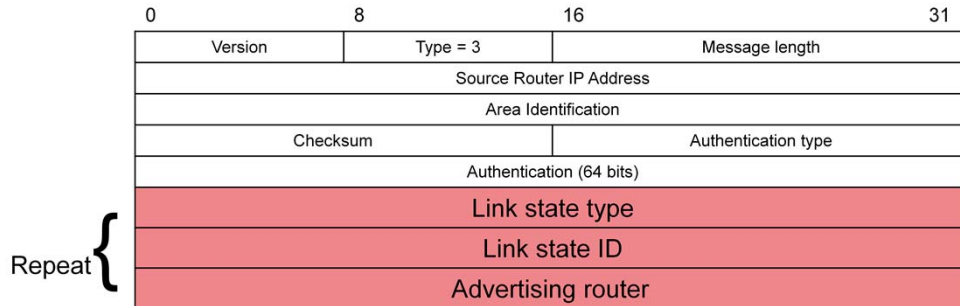 0 8 16 31
Version Type = 3 Message length
Source Router IP Address
Area Identification
Checksum Authentication type
Authentication (64 bits)
Link state type
Link state ID
Repeat {
Advertising router